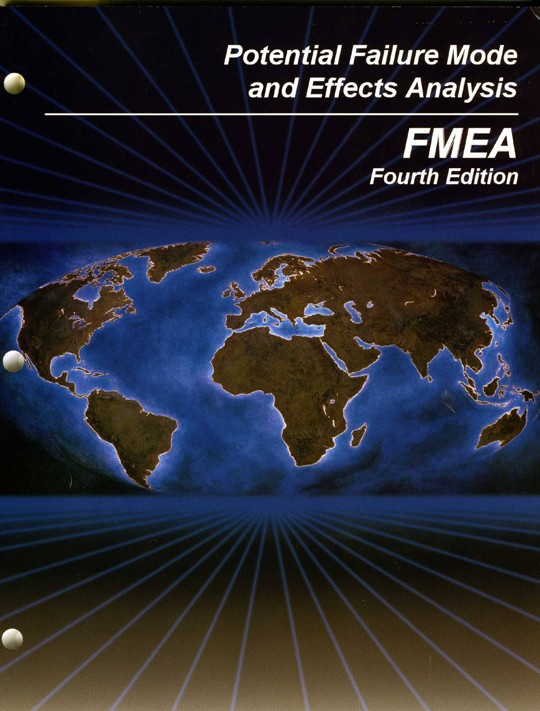 Potential Failure Mode
and Effects Analysis
FMEA
Fourth Edition